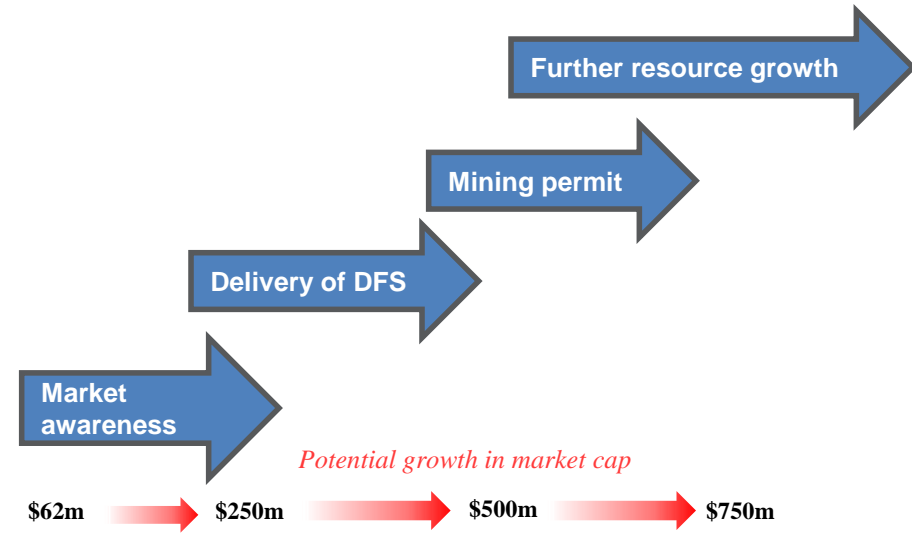 Further resource growth
Mining permit
Delivery of DFS
Market
awareness
Potential growth in market cap
$62m $250m $500m $750m